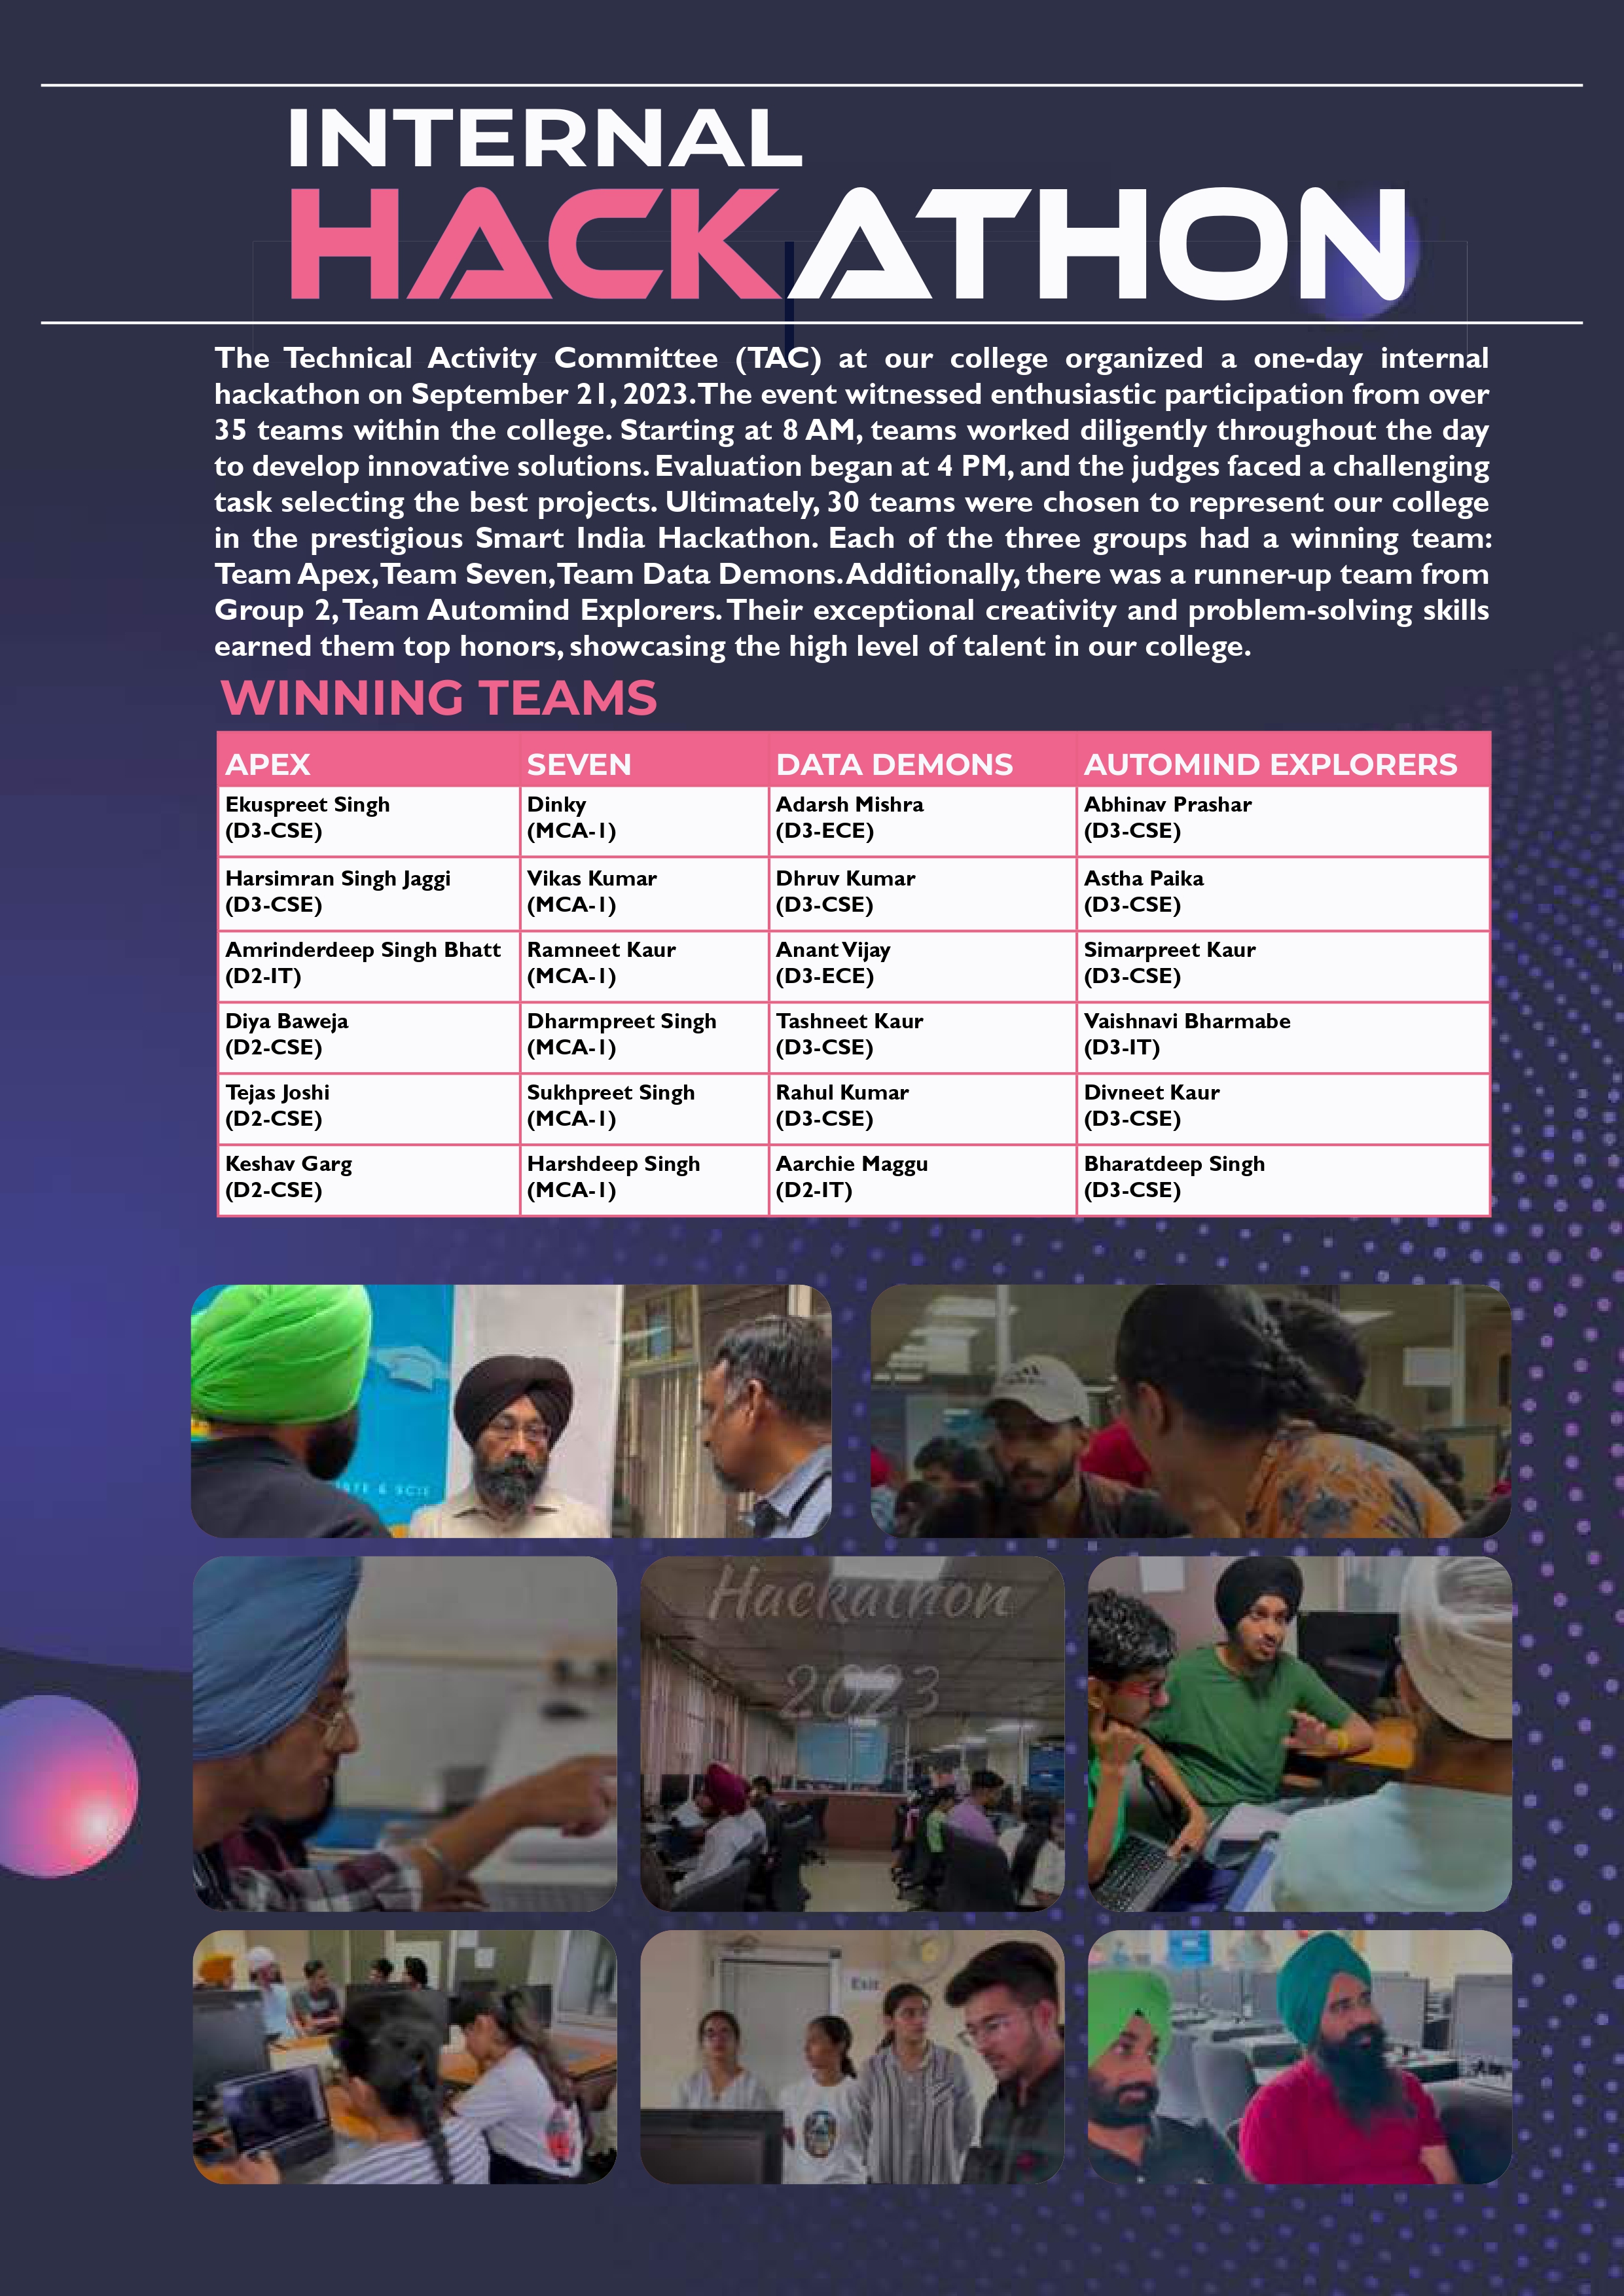 INTERNAL
HACKATHON
The Technical Activity Committee (TAC) at our college organized a one-day internal
hackathon on September 21, 2023. The event witnessed enthusiastic participation from over
35 teams within the college. Starting at 8 AM, teams worked diligently throughout the day
to develop innovative solutions. Evaluation began at 4 PM, and the judges faced a challenging
task selecting the best projects. Ultimately, 30 teams were chosen to represent our college
in the prestigious Smart India Hackathon. Each of the three groups had a winning team:
Team Apex, Team Seven, Team Data Demons. Additionally, there was a runner-up team from
Group 2, Team Automind Explorers. Their exceptional creativity and problem-solving skills
earned them top honors, showcasing the high level of talent in our college.
WINNING TEAMS
APEX SEVEN DATA DEMONS AUTOMIND EXPLORERS
Ekuspreet Singh Dinky Adarsh Mishra Abhinav Prashar
(D3-CSE) (MCA-1) (D3-ECE) (D3-CSE)
Harsimran Singh Jaggi Vikas Kumar Dhruv Kumar Astha Paika
(D3-CSE) (MCA-1) (D3-CSE) (D3-CSE)
Amrinderdeep Singh Bhatt Ramneet Kaur Anant Vijay Simarpreet Kaur
(D2-IT) (MCA-1) (D3-ECE) (D3-CSE)
Diya Baweja Dharmpreet Singh Tashneet Kaur Vaishnavi Bharmabe
(D2-CSE) (MCA-1) (D3-CSE) (D3-IT)
Tejas Joshi Sukhpreet Singh Rahul Kumar Divneet Kaur
(D2-CSE) (MCA-1) (D3-CSE) (D3-CSE)
Keshav Garg Harshdeep Singh Aarchie Maggu Bharatdeep Singh
(D2-CSE) (MCA-1) (D2-IT) (D3-CSE)
Hackathon
2023
Exit